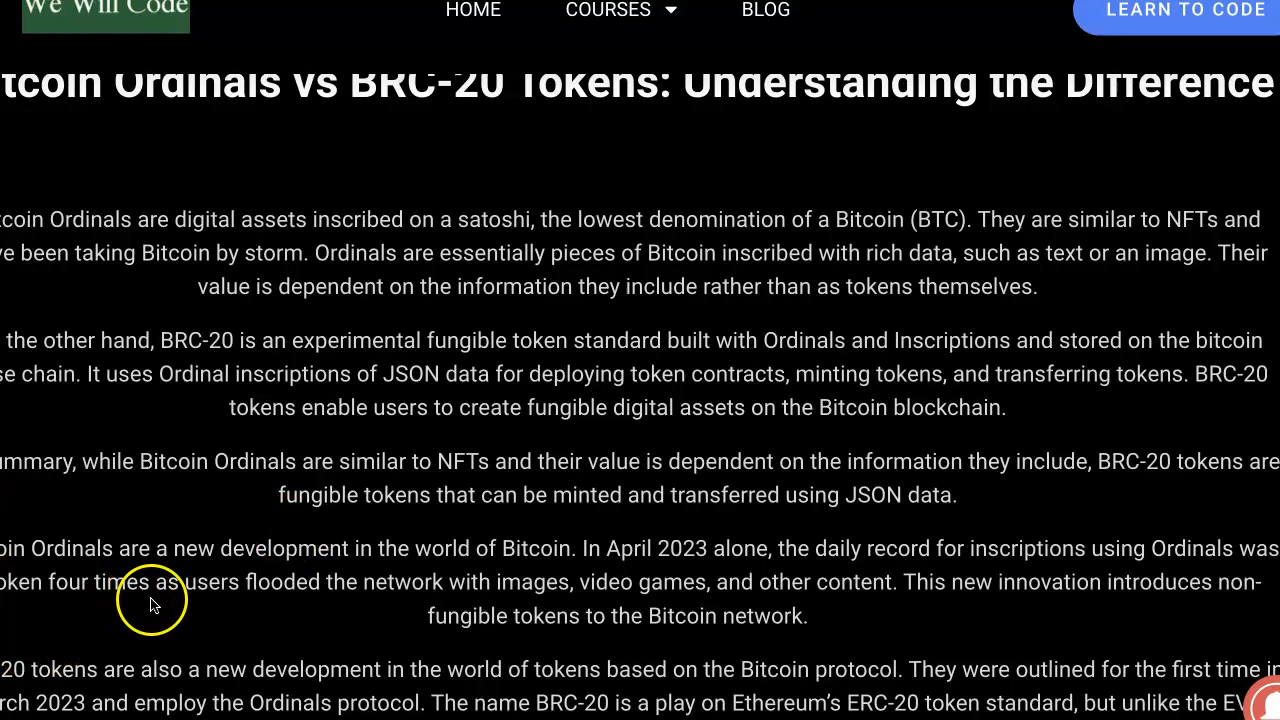 We Will Code
HOME COURSES BLOG LEARN TO CODE
tcoin Ordinals vs BRC-20 Tokens: Understanding the Difference
tcoin Ordinals are digital assets inscribed on a satoshi, the lowest denomination of a Bitcoin (BTC). They are similar to NFTs and
ve been taking Bitcoin by storm. Ordinals are essentially pieces of Bitcoin inscribed with rich data, such as text or an image. Their
value is dependent on the information they include rather than as tokens themselves.
the other hand, BRC-20 is an experimental fungible token standard built with Ordinals and Inscriptions and stored on the bitcoin
se chain. It uses Ordinal inscriptions of JSON data for deploying token contracts, minting tokens, and transferring tokens. BRC-20
tokens enable users to create fungible digital assets on the Bitcoin blockchain.
ummary, while Bitcoin Ordinals are similar to NFTs and their value is dependent on the information they include, BRC-20 tokens are
fungible tokens that can be minted and transferred using JSON data.
oin Ordinals are a new development in the world of Bitcoin. In April 2023 alone, the daily record for inscriptions using Ordinals was
oken four times as users flooded the network with images, video games, and other content. This new innovation introduces non-
fungible tokens to the Bitcoin network.
20 tokens are also a new development in the world of tokens based on the Bitcoin protocol. They were outlined for the first time in
rch 2023 and employ the Ordinals protocol. The name BRC-20 is a play on Ethereum's ERC-20 token standard, but unlike the EV